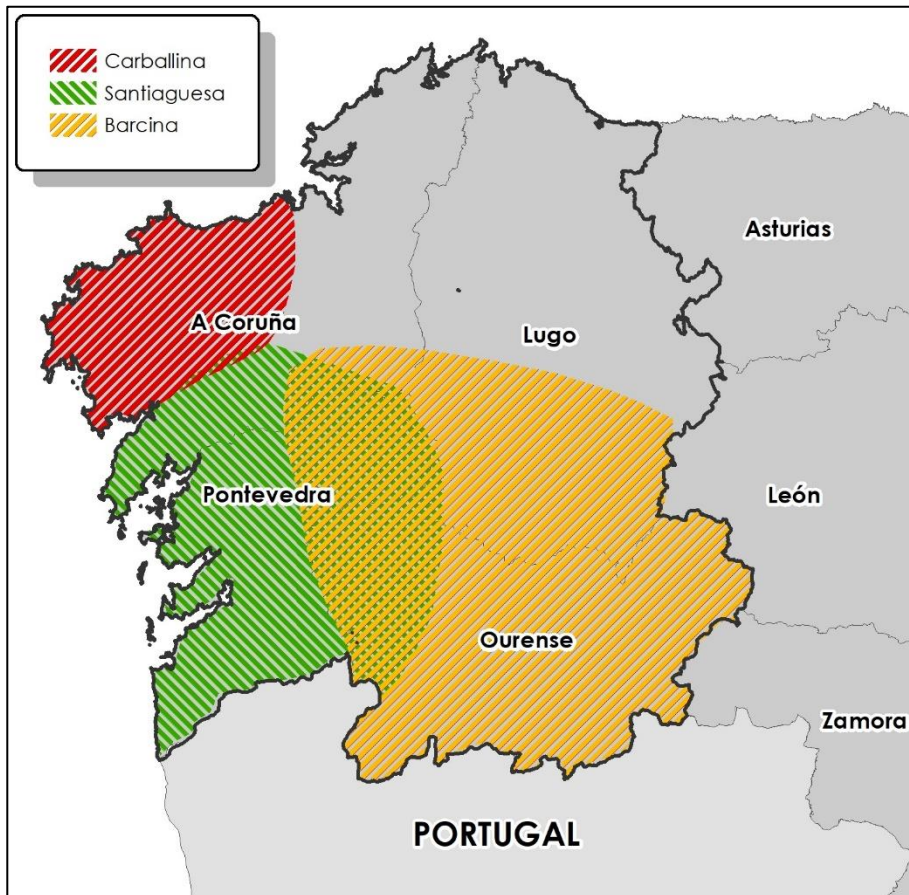 Carballina
Santiaguesa
Barcina
Asturias
A Coruña
Lugo
Pontevedra
León
Ourense
Zamora
PORTUGAL